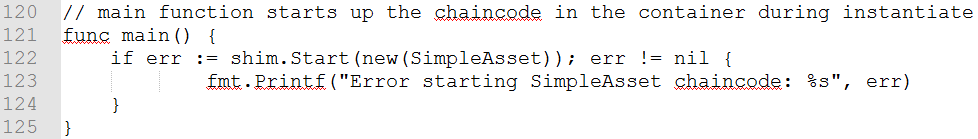 120 // main function starts up the chaincode in the container during instantiate
121 func main() {
122     if err := shim.Start(new(SimpleAsset)); err != nil {
123             fmt.Printf("Error starting SimpleAsset chaincode: %s", err)
124     }
125 }